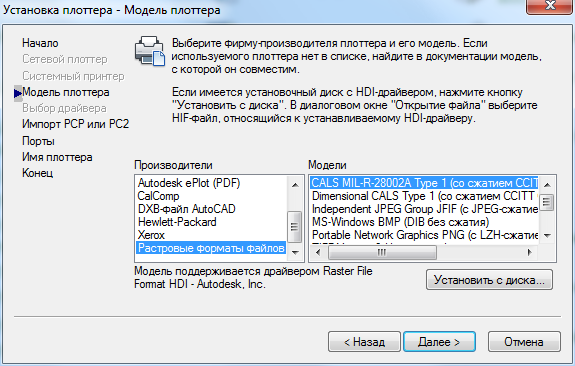 Установка плоттера - Модель плоттера
Начало
Сетевой плоттер
Системный принтер
Модель плоттера
Выбор драйвера
Импорт PCP или PC2
Порты
Имя плоттера
Конец
Выберите фирму-производителя плоттера и его модель. Если
используемого плоттера нет в списке, найдите в документации модель,
с которой он совместим.
Если имеется установочный диск с HDI-драйвером, нажмите кнопку
"Установить с диска". В диалоговом окне "Открытие файла" выберите
HIF-файл, относящийся к устанавливаемому HDI-драйверу.
Производители
Autodesk ePlot (PDF)
CalComp
DXB-файл AutoCAD
Hewlett-Packard
Xerox
Растровые форматы файлов
Модели
CALS MIL-R-28002A Type 1 (со сжатием CCITT
Dimensional CALS Type 1 (со сжатием CCITT G
Independent JPEG Group JFIF (с JPEG-сжатие
MS-Windows BMP (DIB без сжатия)
Portable Network Graphics PNG (с LZH-сжатие
Модель поддерживается драйвером Raster File
Format HDI - Autodesk, Inc.
Установить с диска...
< Назад
Далее >
Отмена